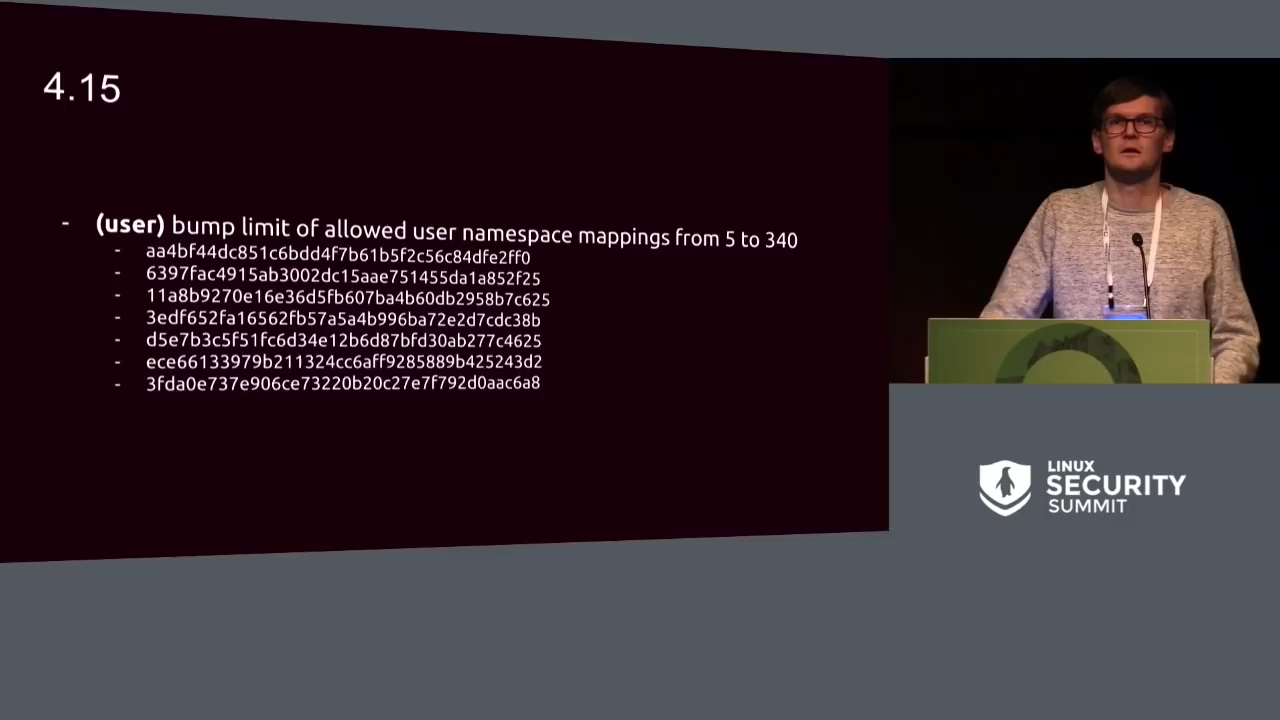 4.15
- (user) bump limit of allowed user namespace mappings from 5 to 340
- aa4bf44dc851c6bdd4f7b61b5f2c56c84dfe2ff0
- 6397fac4915ab3002dc15aae751455da1a852f25
- 11a8b9270e16e36d5fb607ba4b60db2958b7c625
- 3edf652fa16562fb57a5a4b996ba72e2d7cdc38b
- d5e7b3c5f51fc6d34e12b6d87bfd30ab277c4625
- ece66133979b211324cc6aff9285889b425243d2
- 3fda0e737e906ce73220b20c27e7f792d0aac6a8
LINUX
SECURITY
SUMMIT